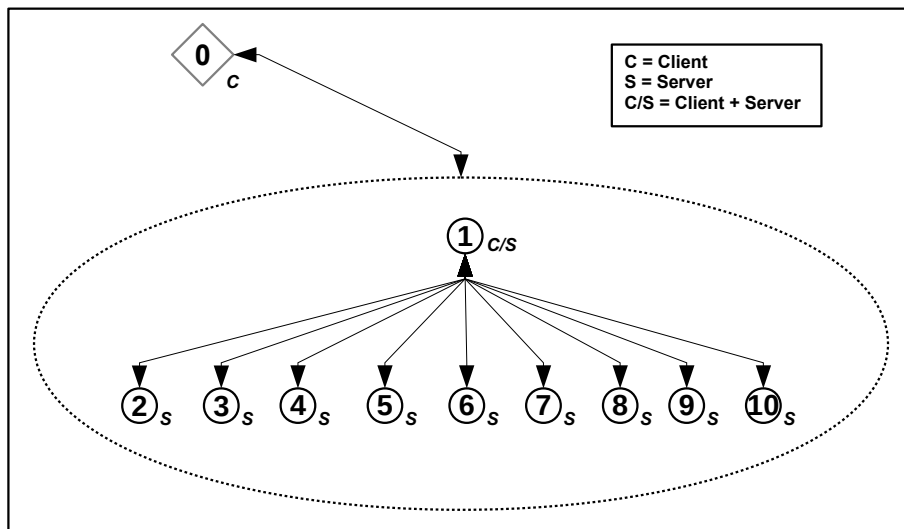 0
C
C = Client
S = Server
C/S = Client + Server
1 C/S
2 S 3 S 4 S 5 S 6 S 7 S 8 S 9 S 10 S